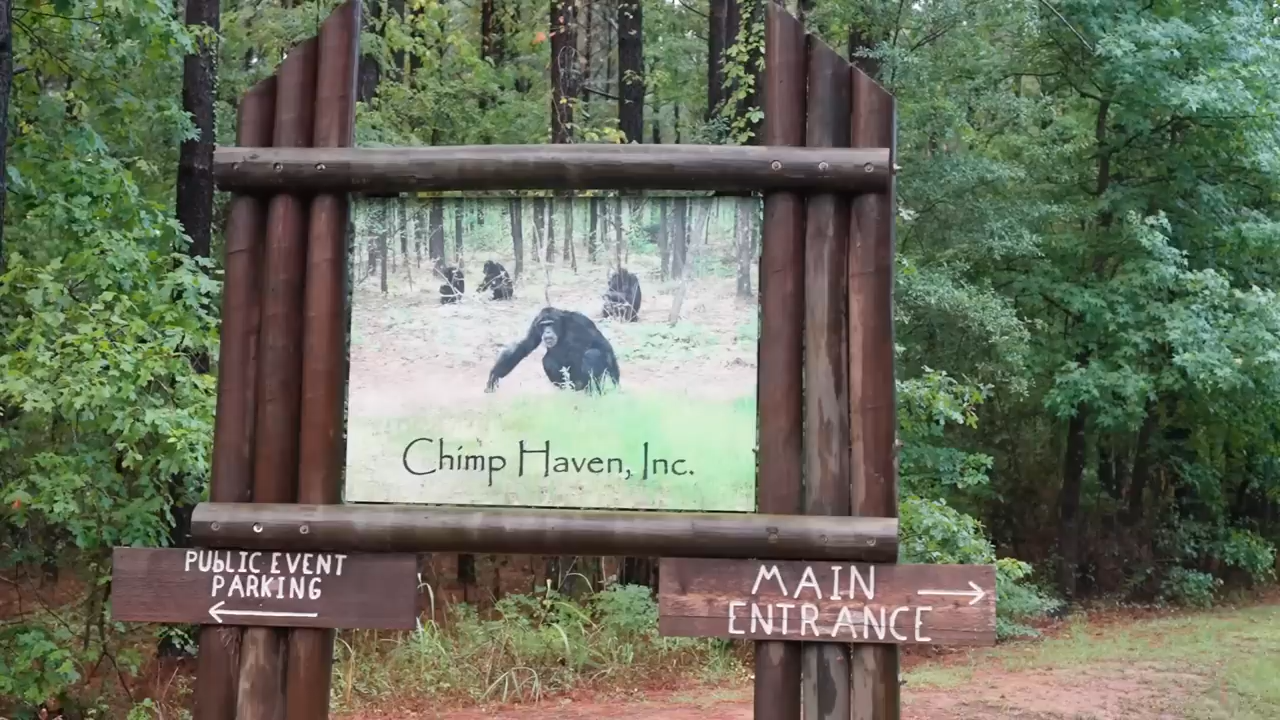 Chimp Haven, Inc.
PUBLIC EVENT
PARKING
MAIN
ENTRANCE